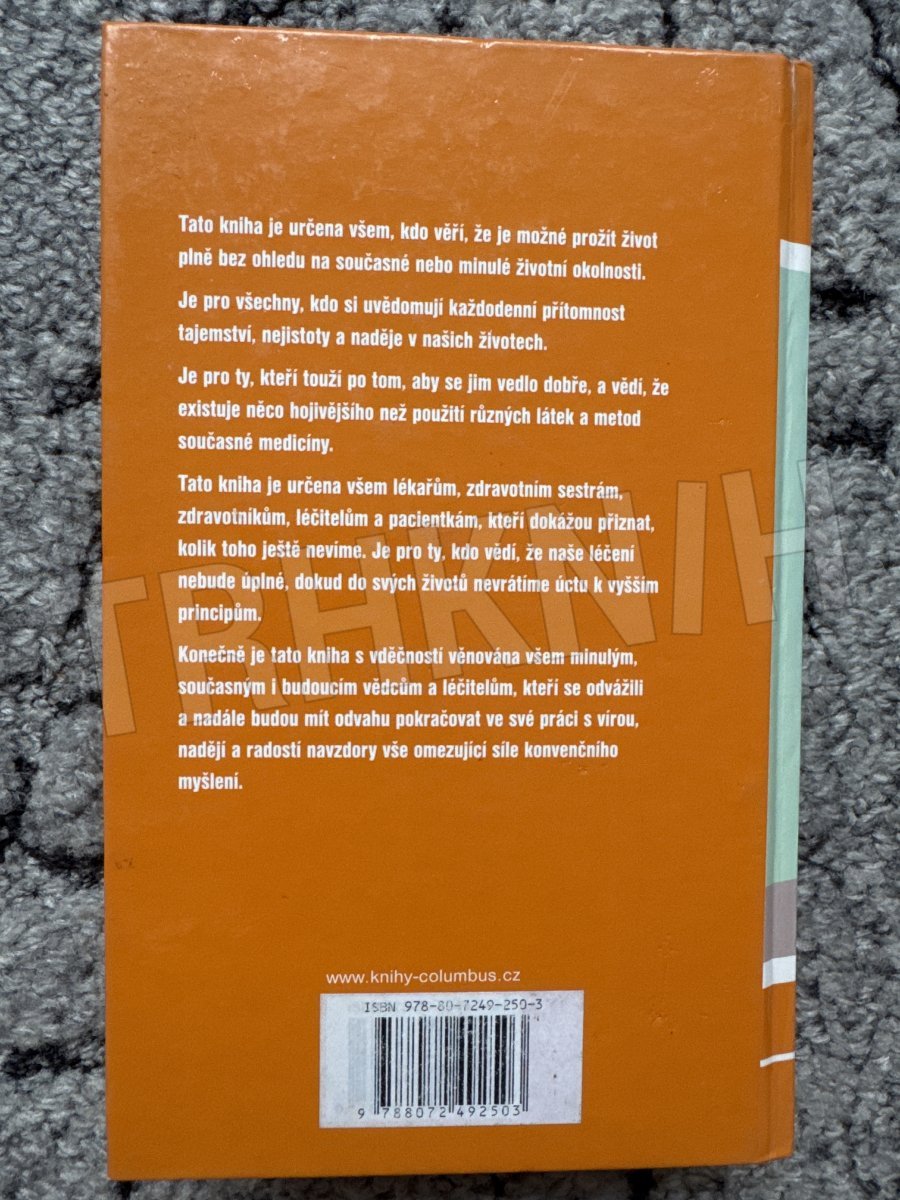 Tato kniha je určena všem, kdo věří, že je možné prožít život
plně bez ohledu na současné nebo minulé životní okolnosti.
Je pro všechny, kdo si uvědomují každodenní přítomnost
tajemství, nejistoty a naděje v našich životech.
Je pro ty, kteří touží po tom, aby se jim vedlo dobře, a vědí, že
existuje něco hojivějšího než použití různých látek a metod
současné medicíny.
Tato kniha je určena všem lékařům, zdravotním sestrám,
zdravotníkům, léčitelům a pacientkám, kteří dokážou přiznat,
kolik toho ještě nevíme. Je pro ty, kdo vědí, že naše léčení
nebude úplné, dokud do svých životů nevrátíme úctu k vyšším
principům.
Konečně je tato kniha s vděčností věnována všem minulým,
současným i budoucím vědcům a léčitelům, kteří se odvážili
a nadále budou mít odvahu pokračovat ve své práci s vírou,
nadějí a radostí navzdory vše omezující síle konvenčního
myšlení.
TRHKNIH
www.knihy-columbus.cz
ISBN 978-80-7249-250-3
9 788072 492503